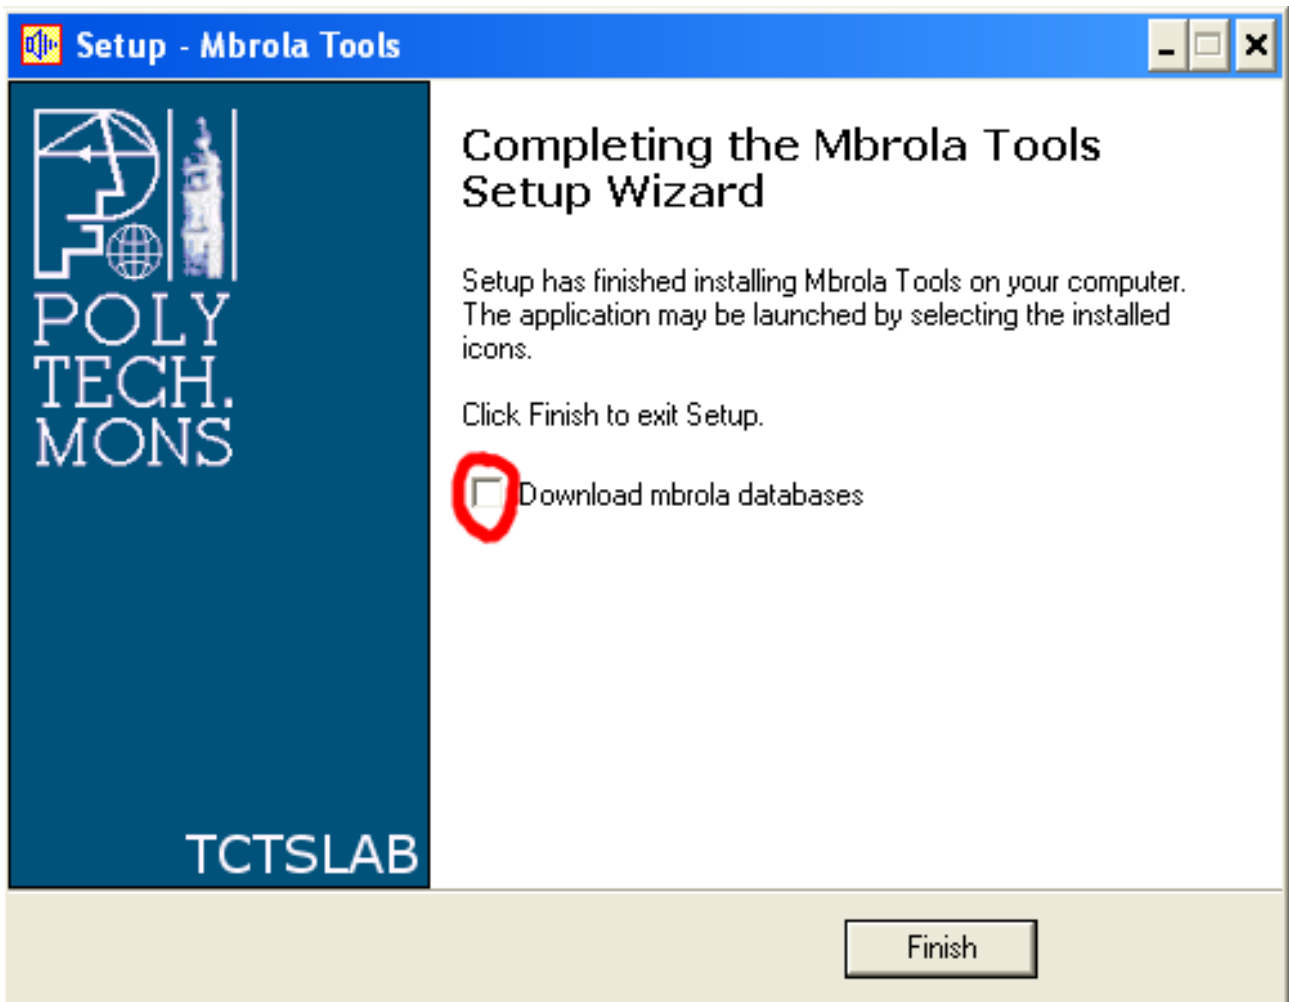 Setup - Mbrola Tools
POLY
TECH.
MONS
TCTSLAB
Completing the Mbrola Tools
Setup Wizard
Setup has finished installing Mbrola Tools on your computer.
The application may be launched by selecting the installed
icons.
Click Finish to exit Setup.
Download mbrola databases
Finish